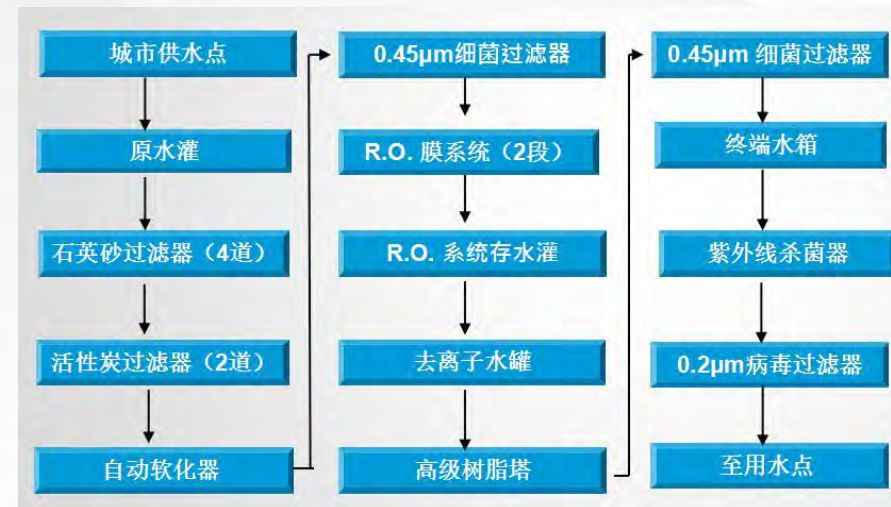 城市供水点
原水灌
石英砂过滤器（4道）
活性炭过滤器（2道）
自动软化器
0.45μm细菌过滤器
R.O. 膜系统（2段）
R.O. 系统存水灌
去离子水罐
高级树脂塔
0.45μm 细菌过滤器
终端水箱
紫外线杀菌器
0.2μm病毒过滤器
至用水点